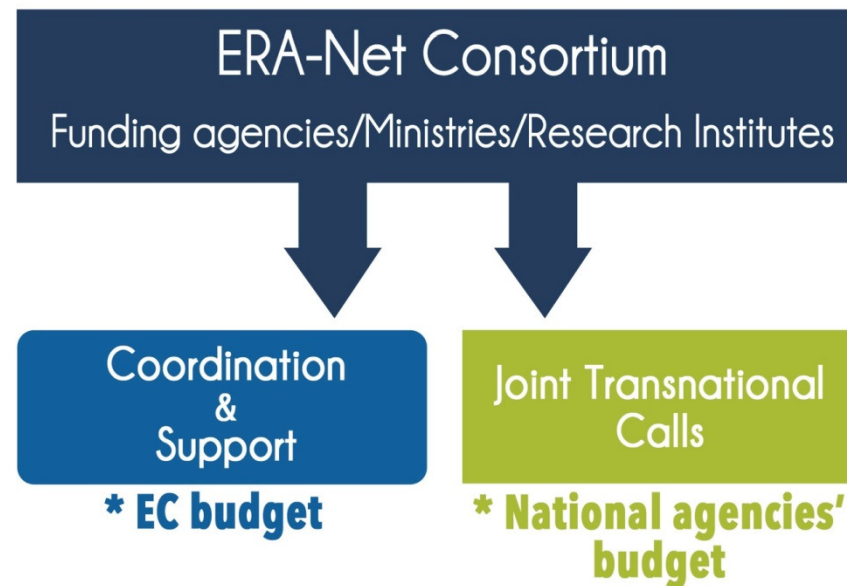 ERA-Net Consortium
Funding agencies/Ministries/Research Institutes
Coordination
&
Support
* EC budget
Joint Transnational
Calls
* National agencies'
budget